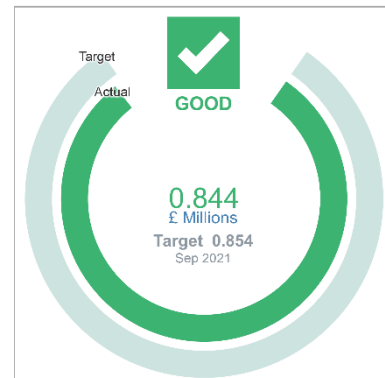 Target
Actual
GOOD
0.844
£ Millions
Target 0.854
Sep 2021